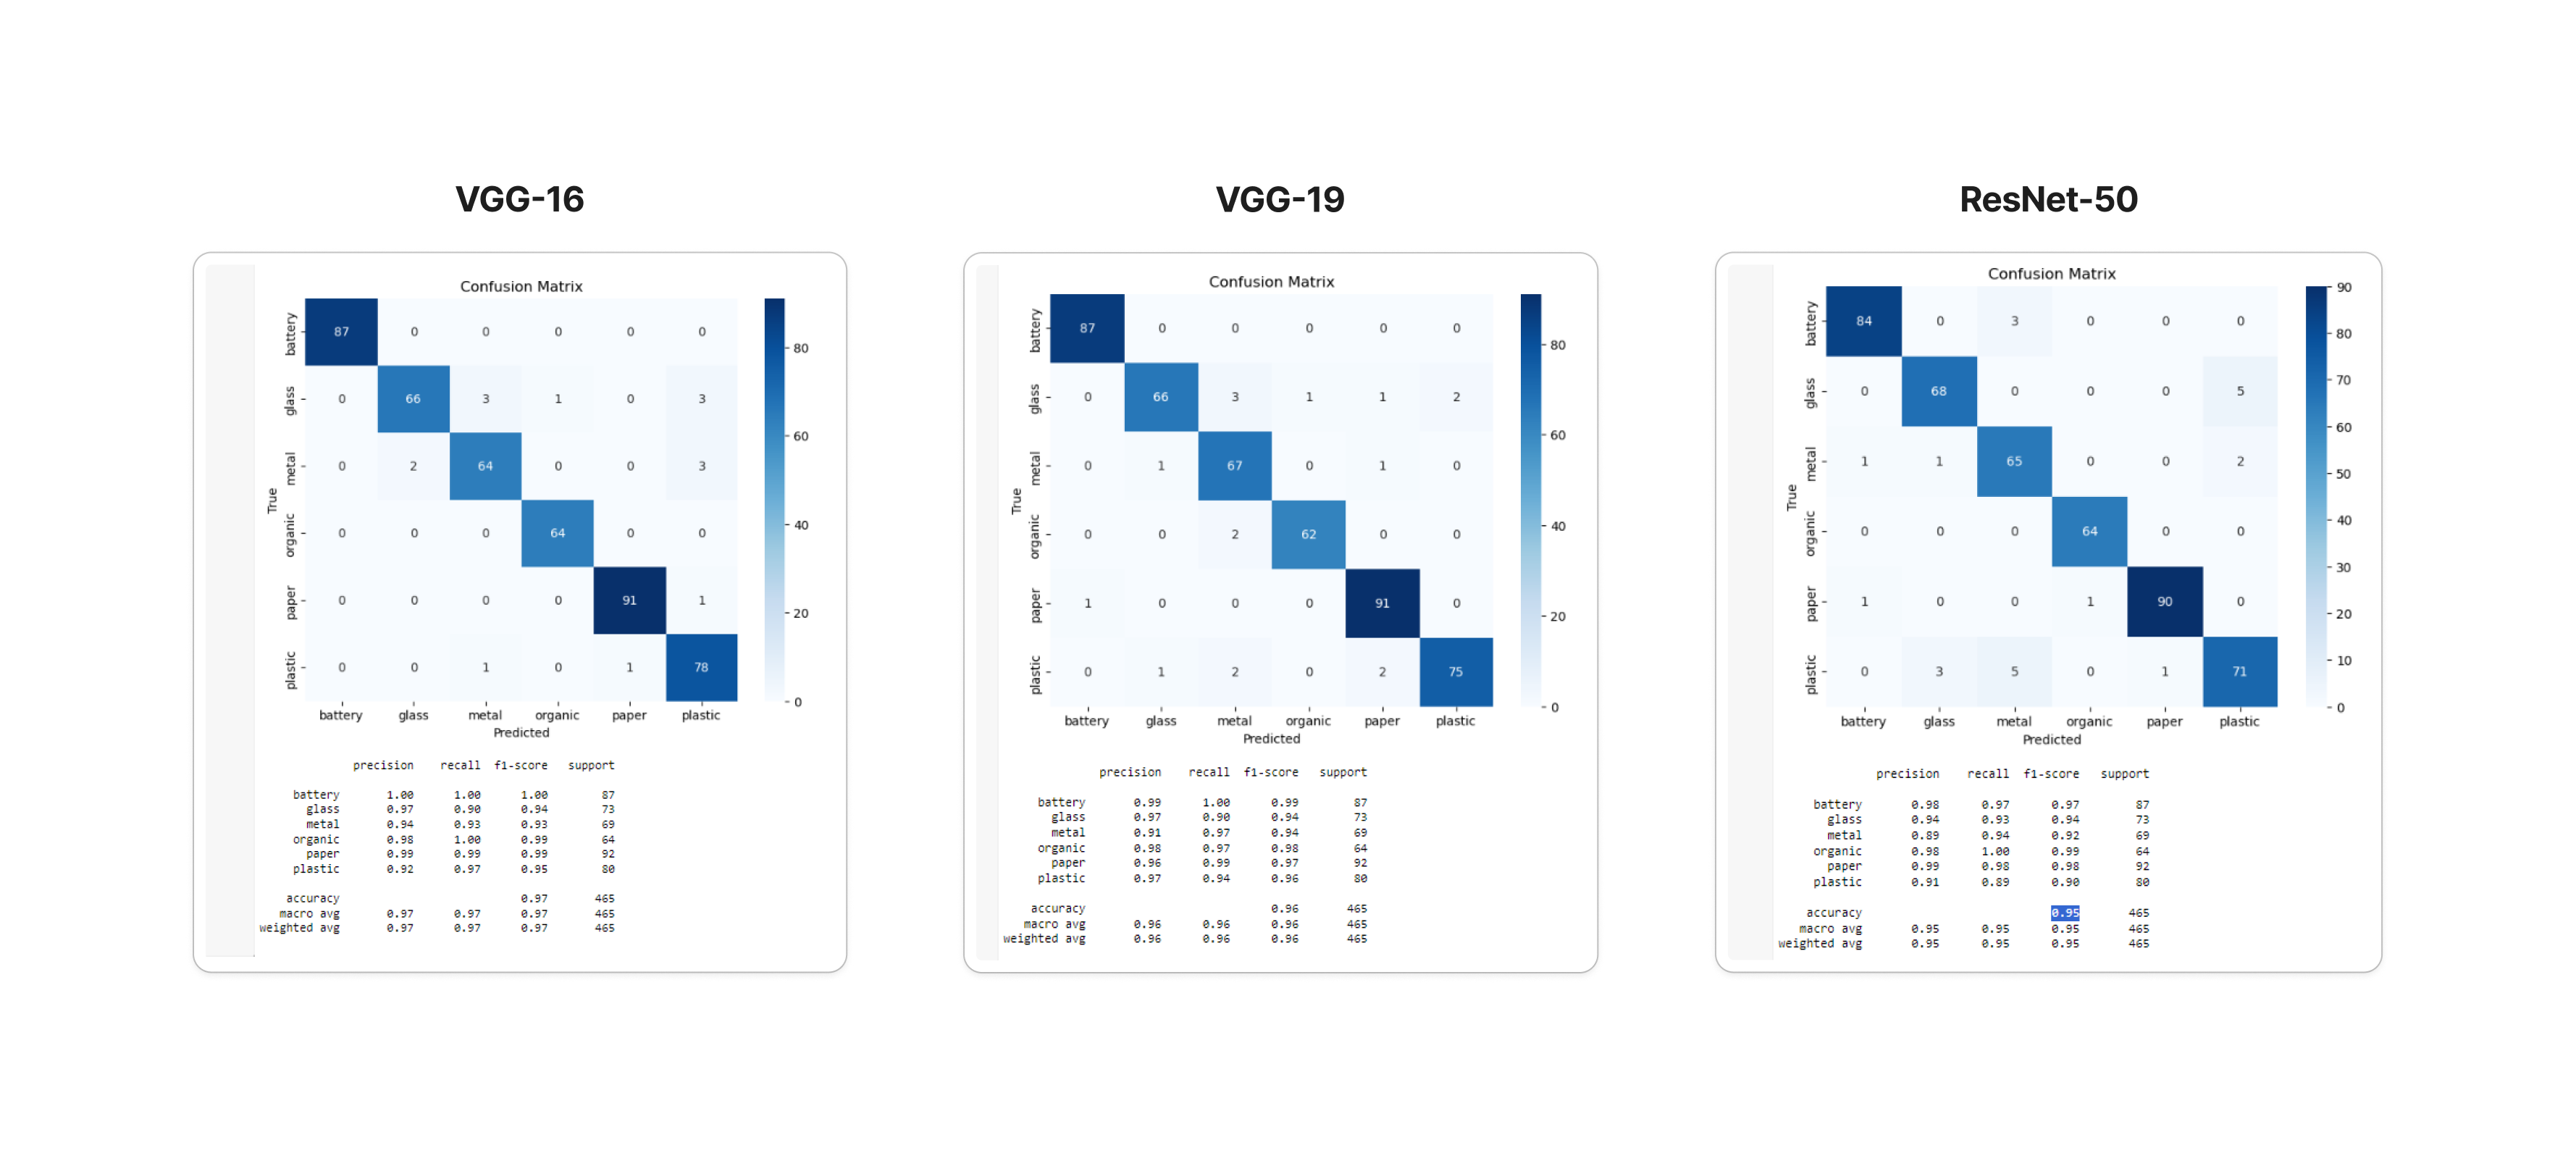 VGG-16
Confusion Matrix
battery 87 0 0 0 0 0
glass 0 66 3 1 0 3
metal 0 2 64 0 0 3
organic 0 0 0 64 0 0
paper 0 0 0 0 91 1
plastic 0 0 1 0 1 78
True
80
60
40
20
0
battery glass metal organic paper plastic
Predicted
precision recall f1-score support
battery 1.00 1.00 1.00 87
glass 0.97 0.90 0.94 73
metal 0.94 0.93 0.93 69
organic 0.98 1.00 0.99 64
paper 0.99 0.99 0.99 92
plastic 0.92 0.97 0.95 80
accuracy 0.97 465
macro avg 0.97 0.97 0.97 465
weighted avg 0.97 0.97 0.97 465
VGG-19
Confusion Matrix
battery 87 0 0 0 0 0
glass 0 66 3 1 1 2
metal 0 1 67 0 1 0
organic 0 0 2 62 0 0
paper 1 0 0 0 91 0
plastic 0 1 2 0 2 75
True
80
60
40
20
0
battery glass metal organic paper plastic
Predicted
precision recall f1-score support
battery 0.99 1.00 0.99 87
glass 0.97 0.90 0.94 73
metal 0.91 0.97 0.94 69
organic 0.98 0.97 0.98 64
paper 0.96 0.99 0.97 92
plastic 0.97 0.94 0.96 80
accuracy 0.96 465
macro avg 0.96 0.96 0.96 465
weighted avg 0.96 0.96 0.96 465
ResNet-50
Confusion Matrix
battery 84 0 3 0 0 0
glass 0 68 0 0 0 5
metal 1 1 65 0 0 2
organic 0 0 0 64 0 0
paper 1 0 0 1 90 0
plastic 0 3 5 0 1 71
True
90
80
70
60
50
40
30
20
10
0
battery glass metal organic paper plastic
Predicted
precision recall f1-score support
battery 0.98 0.97 0.97 87
glass 0.94 0.93 0.94 73
metal 0.89 0.94 0.92 69
organic 0.98 1.00 0.99 64
paper 0.99 0.98 0.98 92
plastic 0.91 0.89 0.90 80
accuracy 0.95 465
macro avg 0.95 0.95 0.95 465
weighted avg 0.95 0.95 0.95 465